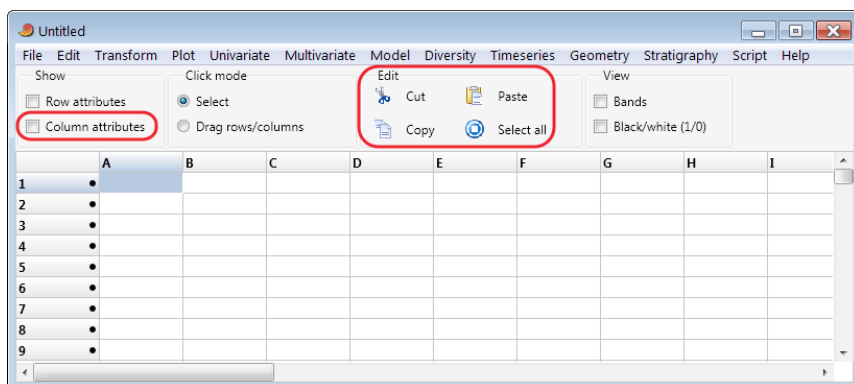 Untitled
File Edit Transform Plot Univariate Multivariate Model Diversity Timeseries Geometry Stratigraphy Script Help
Show Click mode Edit View
Row attributes Select Cut Paste Bands
Column attributes Drag rows/columns Copy Select all Black/white (1/0)
A B C D E F G H I
1
2
3
4
5
6
7
8
9